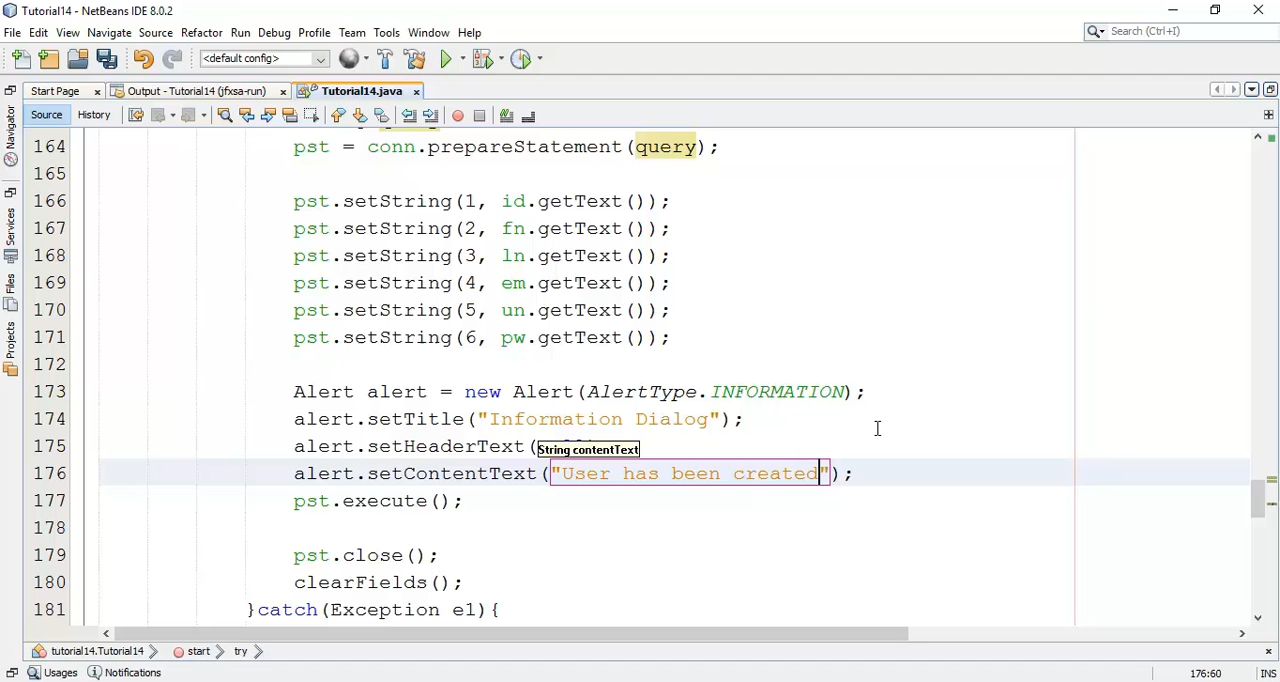 Tutorial14 - NetBeans IDE 8.0.2
File Edit View Navigate Source Refactor Run Debug Profile Team Tools Window Help
Search (Ctrl+I)
<default config>
Start Page Output - Tutorial14 (jfxsa-run) Tutorial14.java
Source History
Navigator
Services
Files
Projects
164 pst = conn.prepareStatement(query);
165
166 pst.setString(1, id.getText());
167 pst.setString(2, fn.getText());
168 pst.setString(3, ln.getText());
169 pst.setString(4, em.getText());
170 pst.setString(5, un.getText());
171 pst.setString(6, pw.getText());
172
173 Alert alert = new Alert(AlertType.INFORMATION);
174 alert.setTitle("Information Dialog");
175 alert.setHeaderText(
String contentText
176 alert.setContentText("User has been created");
177 pst.execute();
178
179 pst.close();
180 clearFields();
181 }catch(Exception e1){
tutorial14.Tutorial14 start try
Usages Notifications 176:60 INS